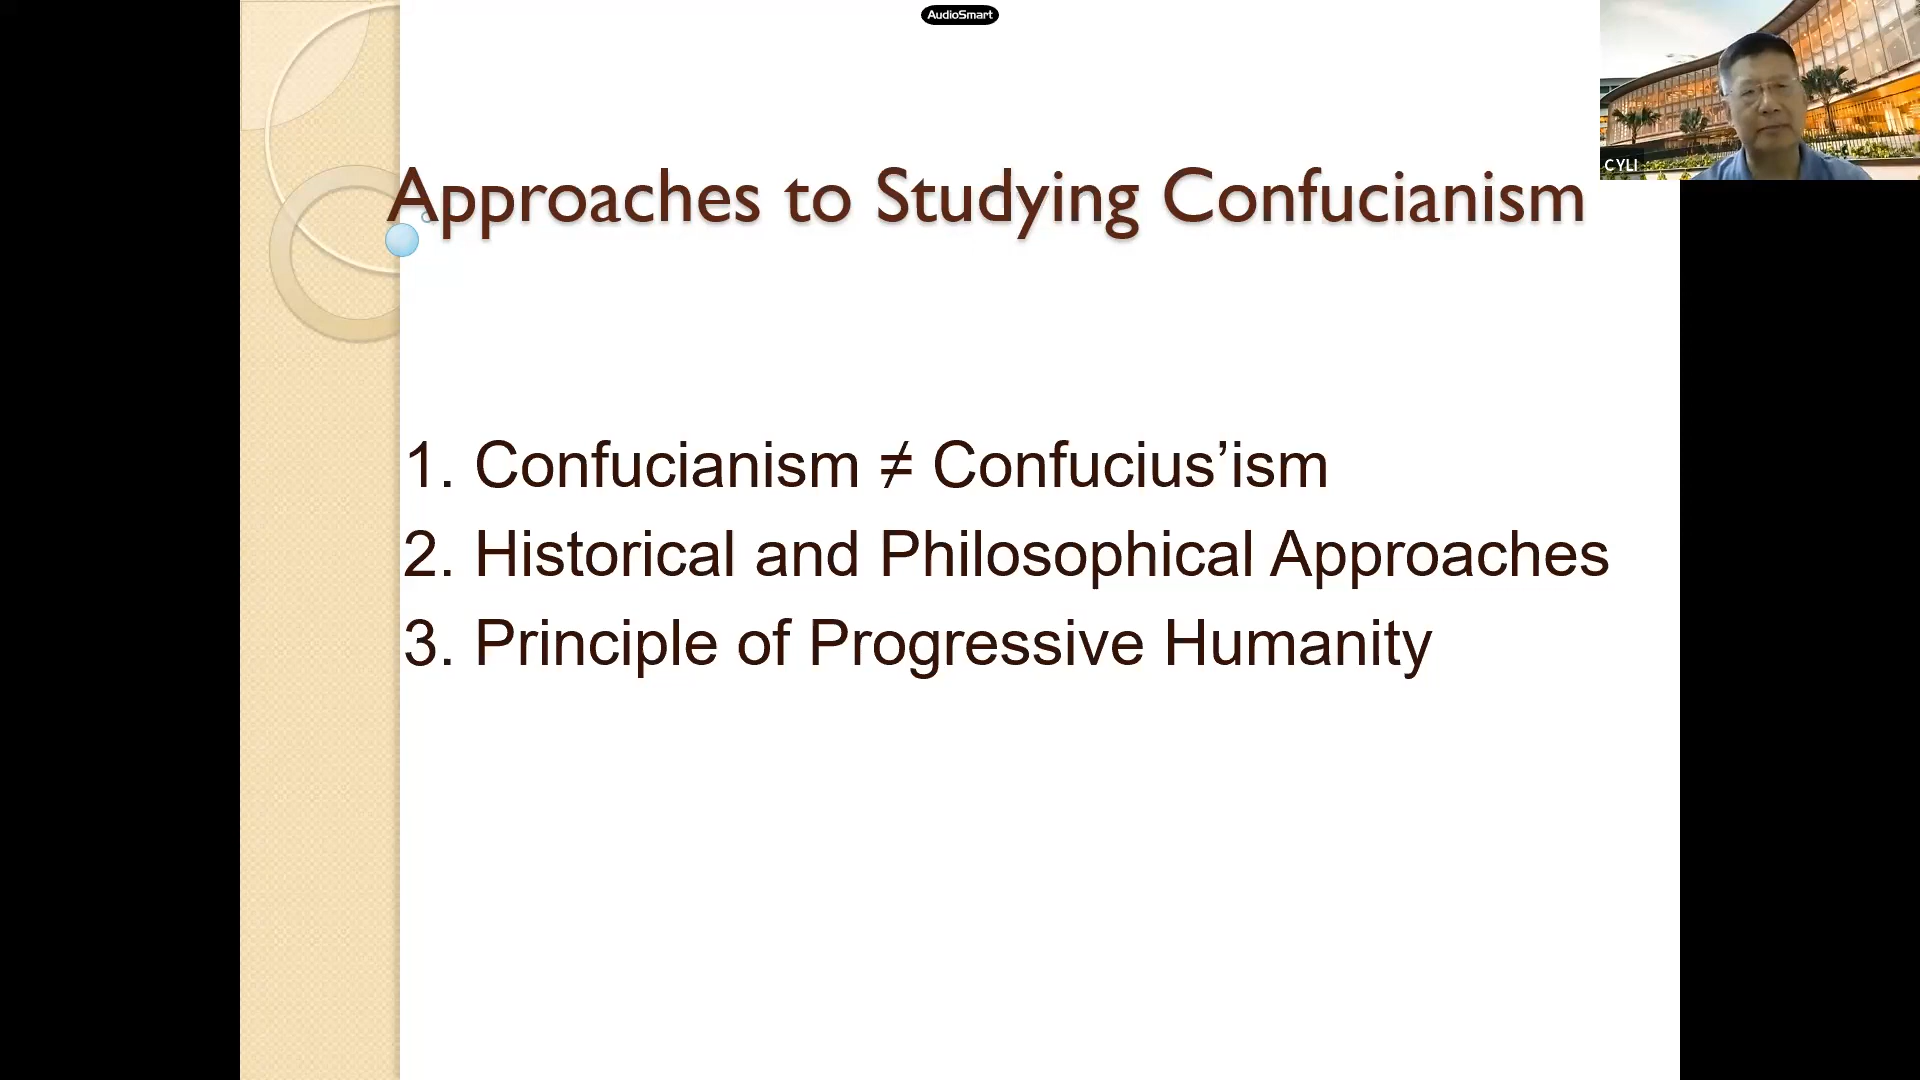 AudioSmart
CYLI
Approaches to Studying Confucianism
1. Confucianism ≠ Confucius’ism
2. Historical and Philosophical Approaches
3. Principle of Progressive Humanity